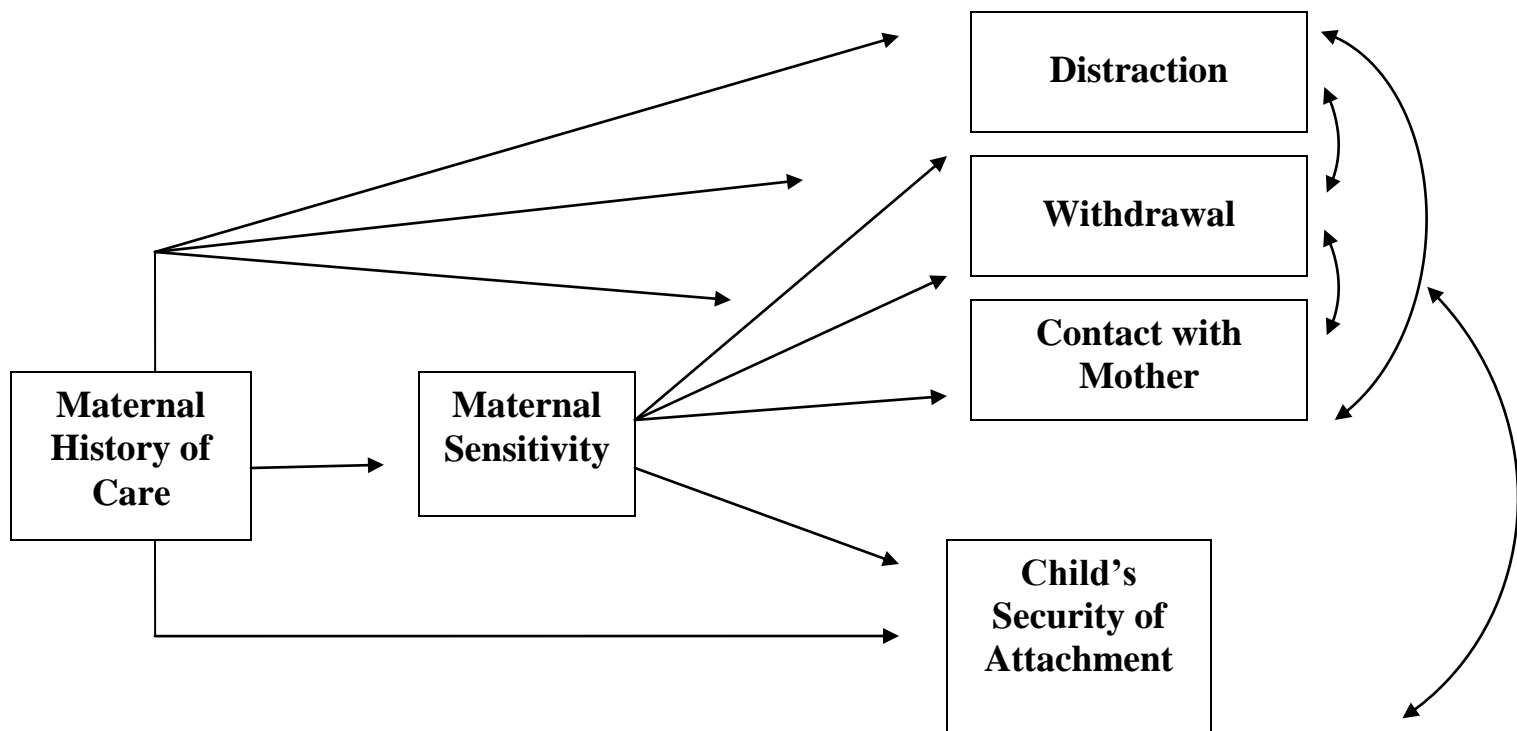 Distraction
Withdrawal
Contact with
Mother
Maternal
History of
Care
Maternal
Sensitivity
Child’s
Security of
Attachment